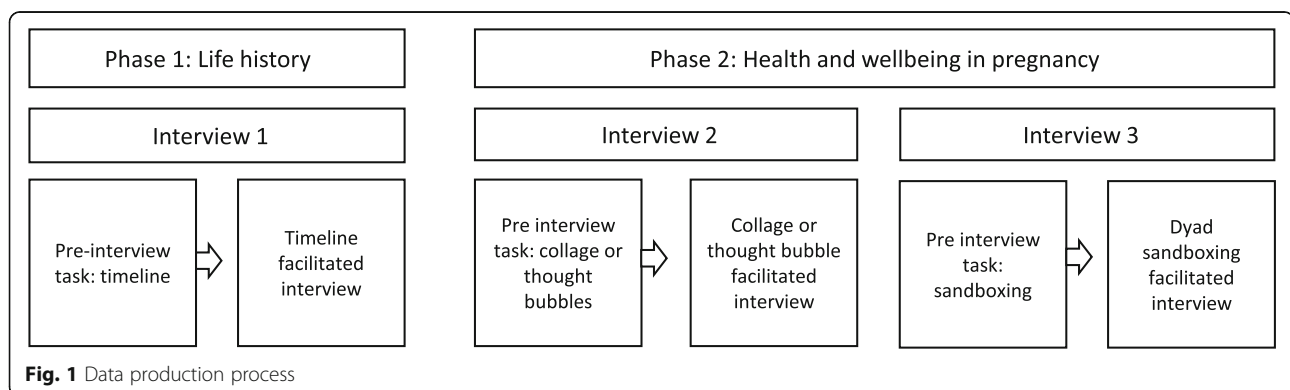 Phase 1: Life history
Phase 2: Health and wellbeing in pregnancy
Interview 1
Interview 2
Interview 3
Pre-interview
task: timeline
Timeline
facilitated
interview
Pre interview
task: collage or
thought
bubbles
Collage or
thought bubble
facilitated
interview
Pre interview
task:
sandboxing
Dyad
sandboxing
facilitated
interview
Fig. 1 Data production process